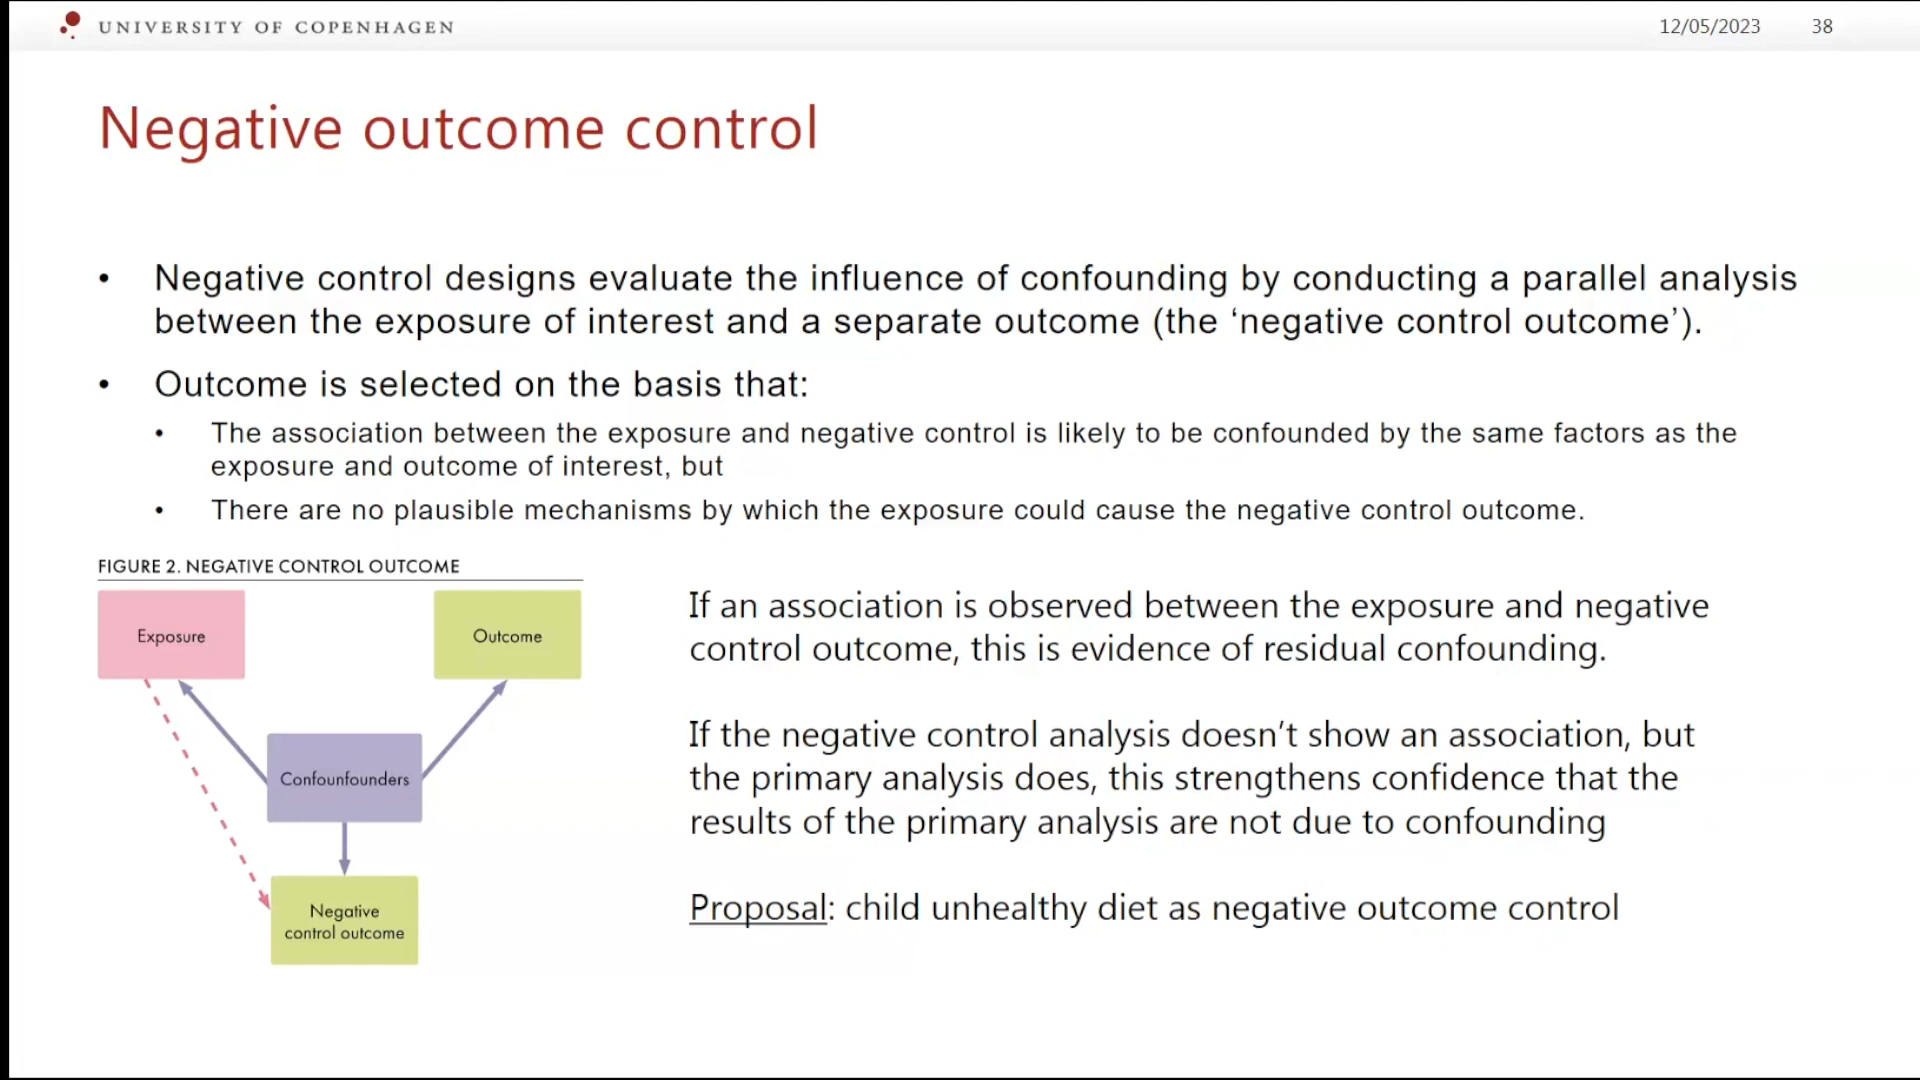 UNIVERSITY OF COPENHAGEN
12/05/2023 38
Negative outcome control
• Negative control designs evaluate the influence of confounding by conducting a parallel analysis
between the exposure of interest and a separate outcome (the ‘negative control outcome’).
• Outcome is selected on the basis that:
• The association between the exposure and negative control is likely to be confounded by the same factors as the
exposure and outcome of interest, but
• There are no plausible mechanisms by which the exposure could cause the negative control outcome.
FIGURE 2. NEGATIVE CONTROL OUTCOME
Exposure
Outcome
Confounfounders
Negative
control outcome
If an association is observed between the exposure and negative
control outcome, this is evidence of residual confounding.
If the negative control analysis doesn’t show an association, but
the primary analysis does, this strengthens confidence that the
results of the primary analysis are not due to confounding
Proposal: child unhealthy diet as negative outcome control